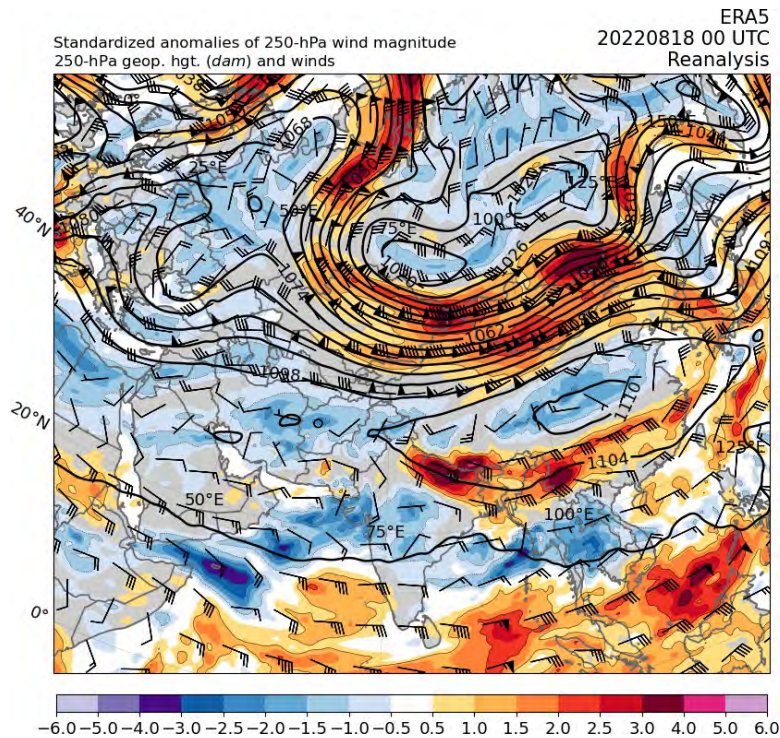 ERA5
20220818 00 UTC
Reanalysis
Standardized anomalies of 250-hPa wind magnitude
250-hPa geop. hgt. (dam) and winds
1068
150°E
1044
25°E
125°E
50°E
100°E
40°N
75°E
1026
1074
1062
1098
1110
20°N
125°E
1104
50°E
100°E
75°E
0°
−6.0 −5.0 −4.0 −3.0 −2.5 −2.0 −1.5 −1.0 −0.5 0.5 1.0 1.5 2.0 2.5 3.0 4.0 5.0 6.0